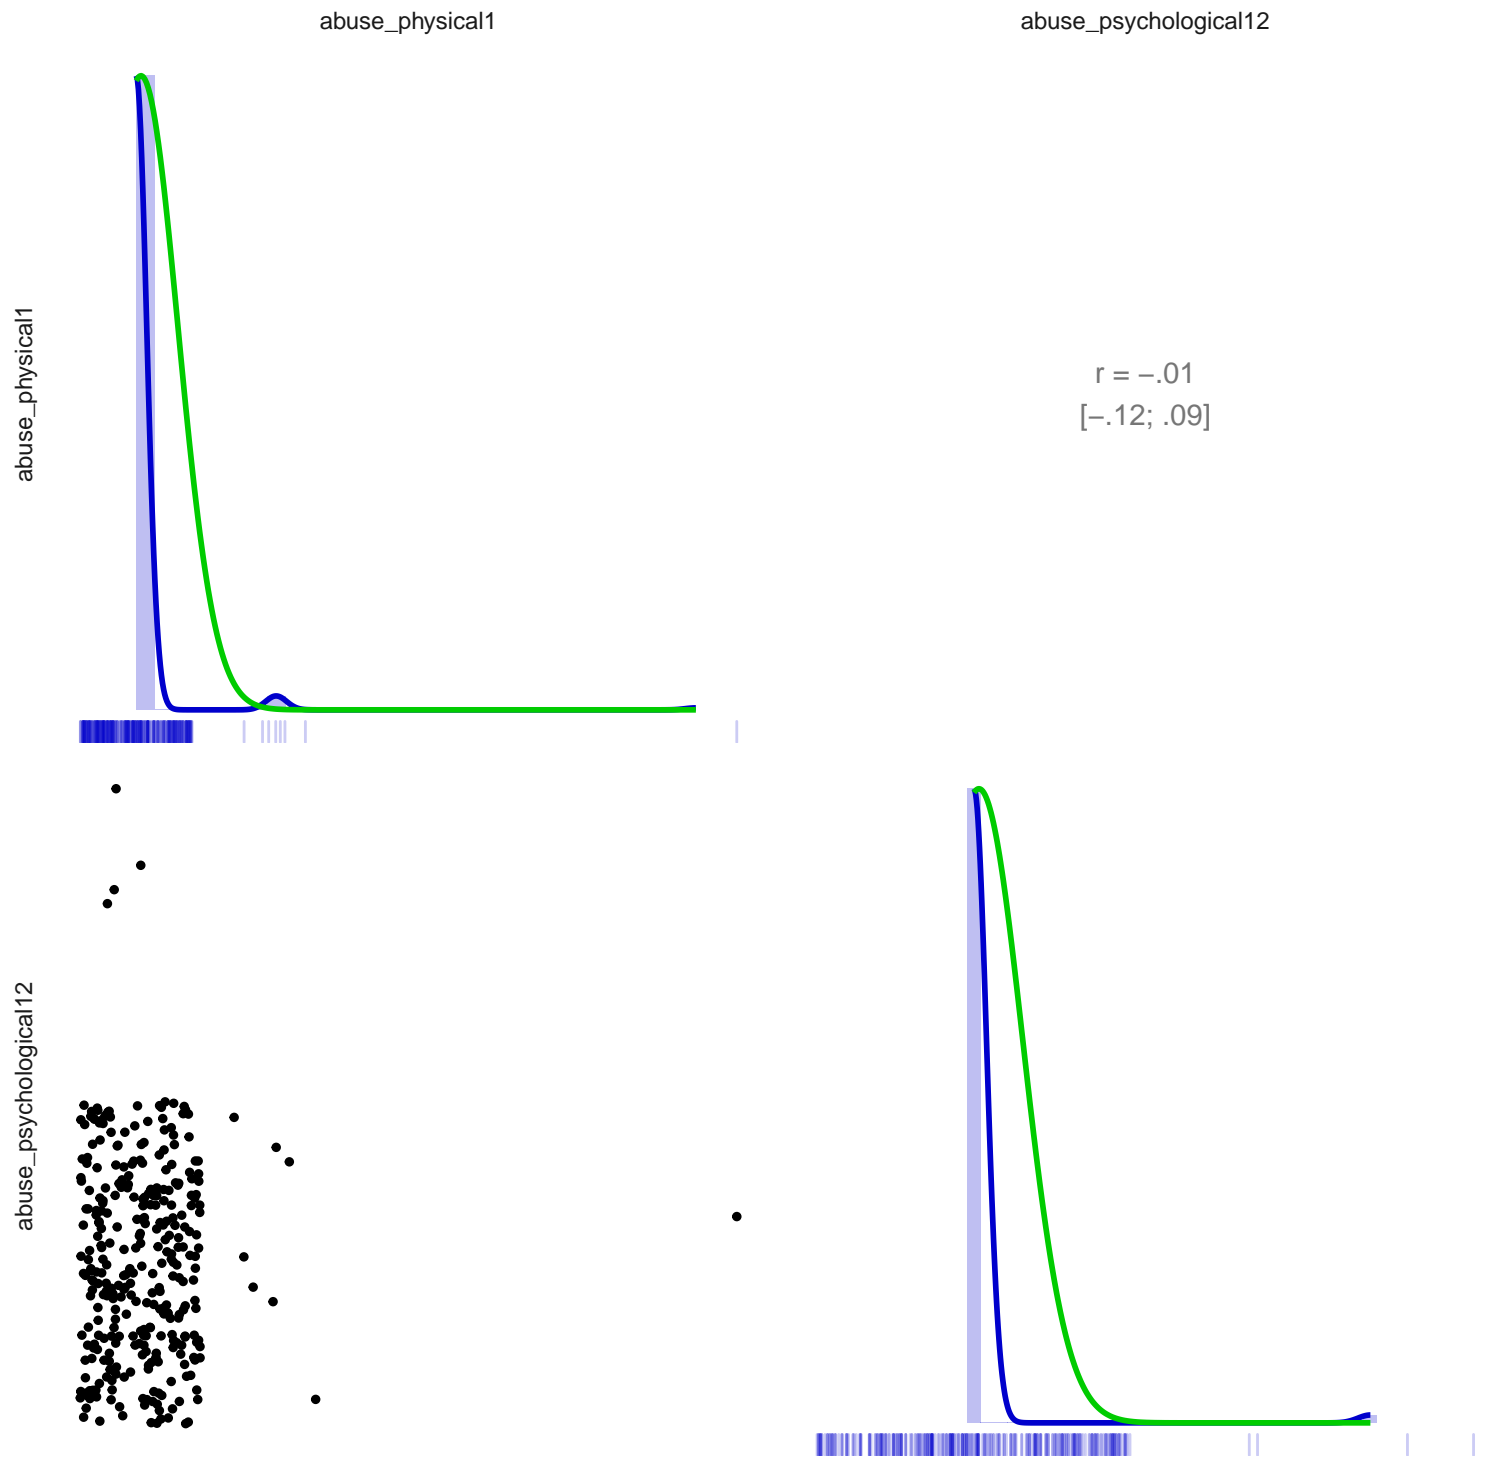 abuse_physical1
abuse_psychological12
abuse_physical1
r = −.01
[−.12; .09]
abuse_psychological12